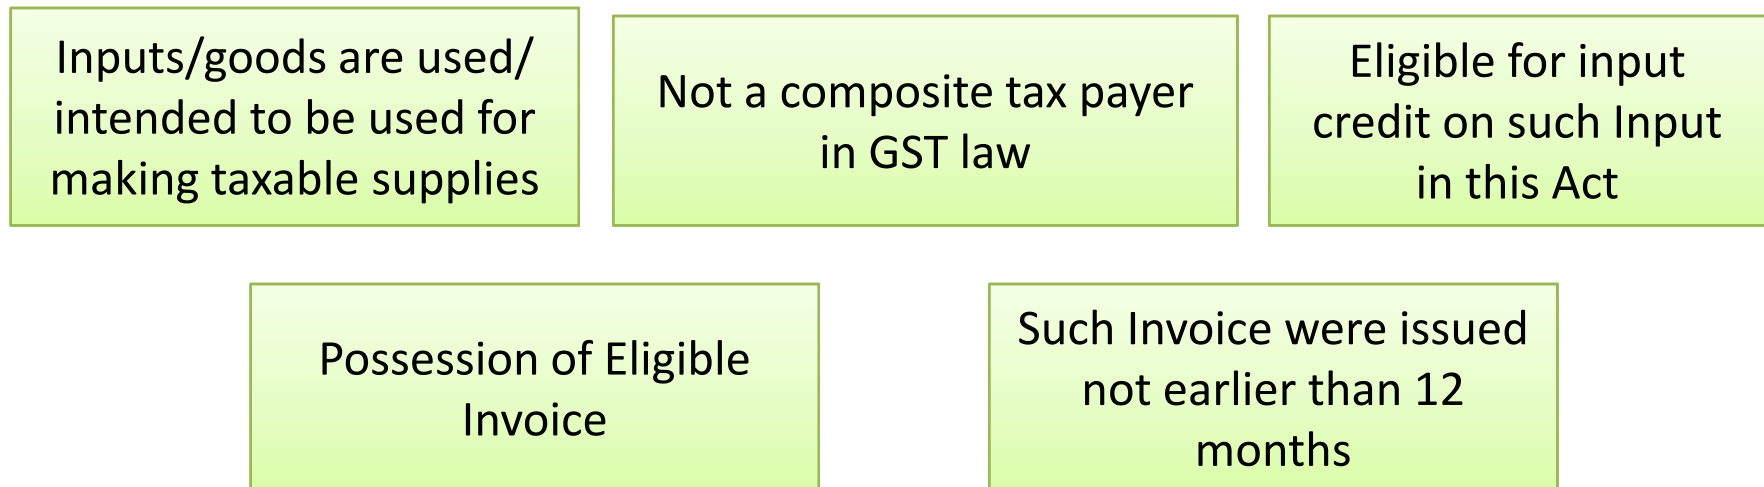 Inputs/goods are used/
intended to be used for
making taxable supplies
Not a composite tax payer
in GST law
Eligible for input
credit on such Input
in this Act
Possession of Eligible
Invoice
Such Invoice were issued
not earlier than 12
months